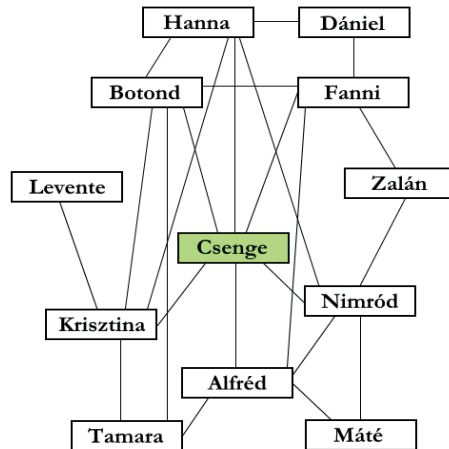 Hanna
Dániel
Botond
Fanni
Levente
Zalán
Csenge
Nimród
Krisztina
Alfréd
Tamara
Máté